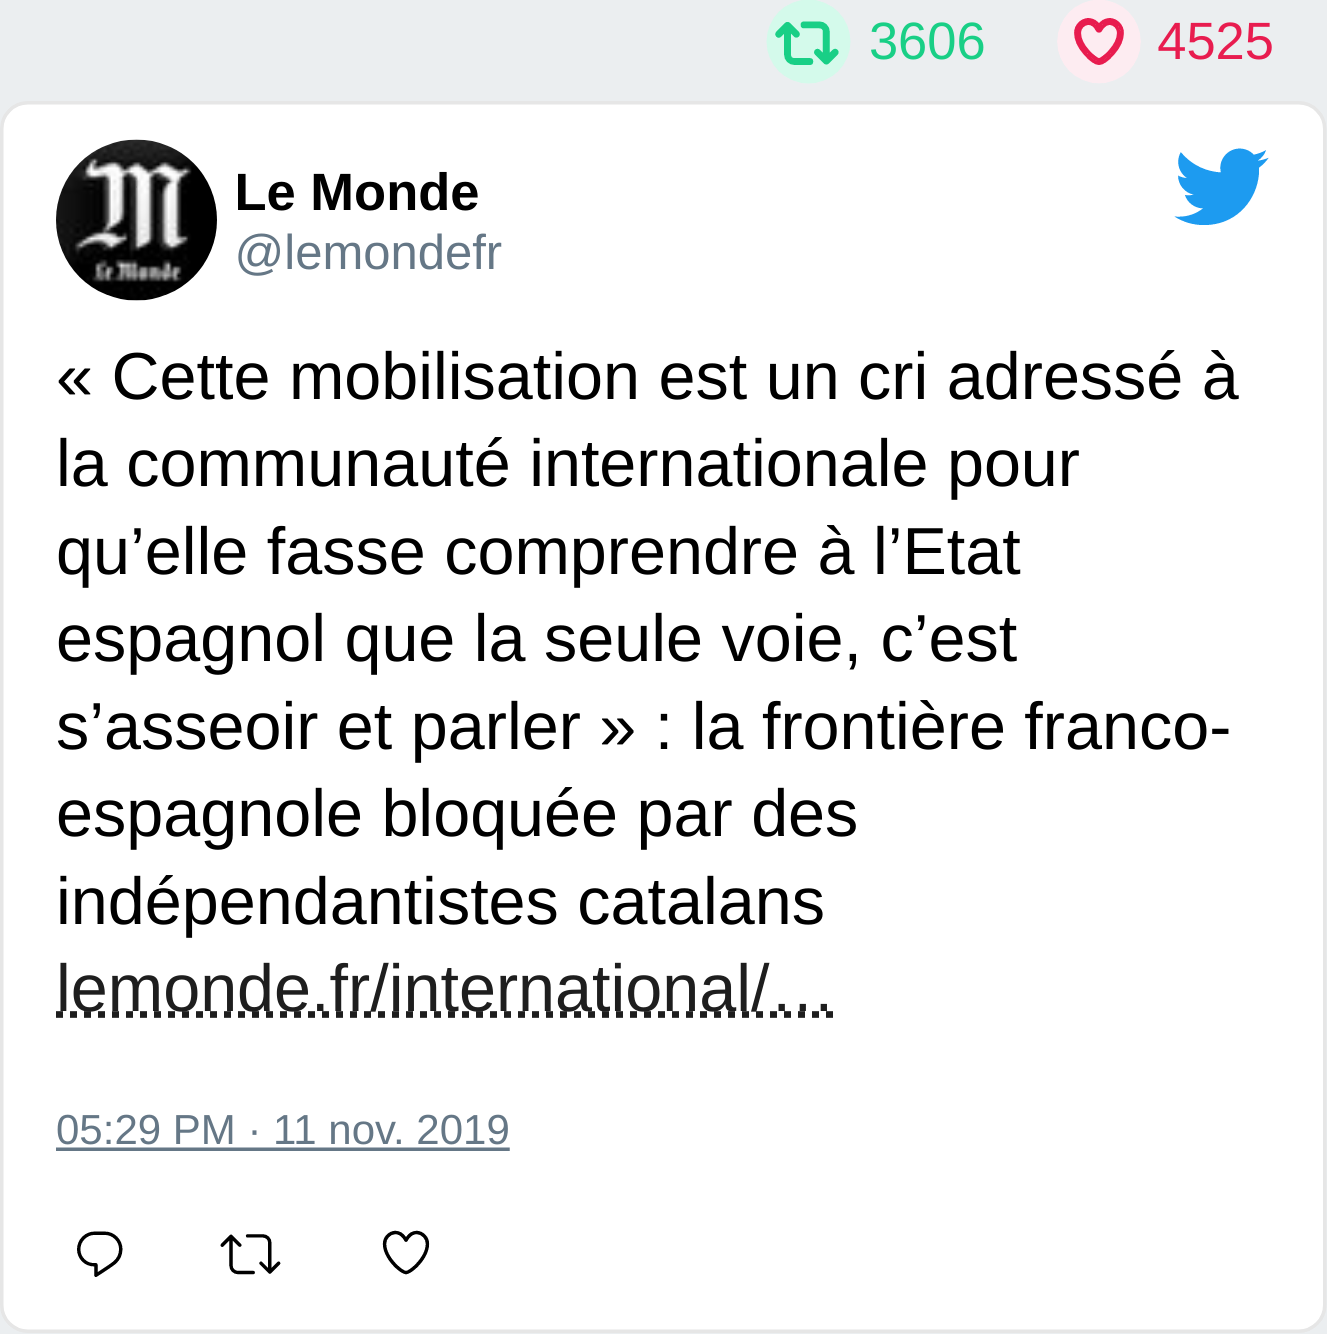 3606 4525
Le Monde
Le Monde
@lemondefr
« Cette mobilisation est un cri adressé à
la communauté internationale pour
qu’elle fasse comprendre à l’Etat
espagnol que la seule voie, c’est
s’asseoir et parler » : la frontière franco-
espagnole bloquée par des
indépendantistes catalans
lemonde.fr/international/…
05:29 PM · 11 nov. 2019